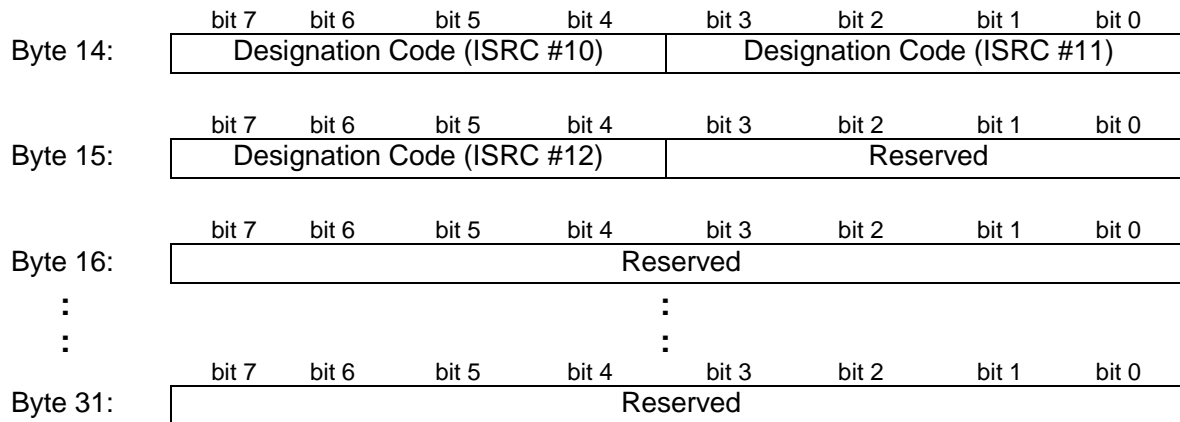 bit 7 bit 6 bit 5 bit 4 bit 3 bit 2 bit 1 bit 0
Byte 14: Designation Code (ISRC #10) Designation Code (ISRC #11)
bit 7 bit 6 bit 5 bit 4 bit 3 bit 2 bit 1 bit 0
Byte 15: Designation Code (ISRC #12) Reserved
bit 7 bit 6 bit 5 bit 4 bit 3 bit 2 bit 1 bit 0
Byte 16: Reserved
: :
: :
bit 7 bit 6 bit 5 bit 4 bit 3 bit 2 bit 1 bit 0
Byte 31: Reserved